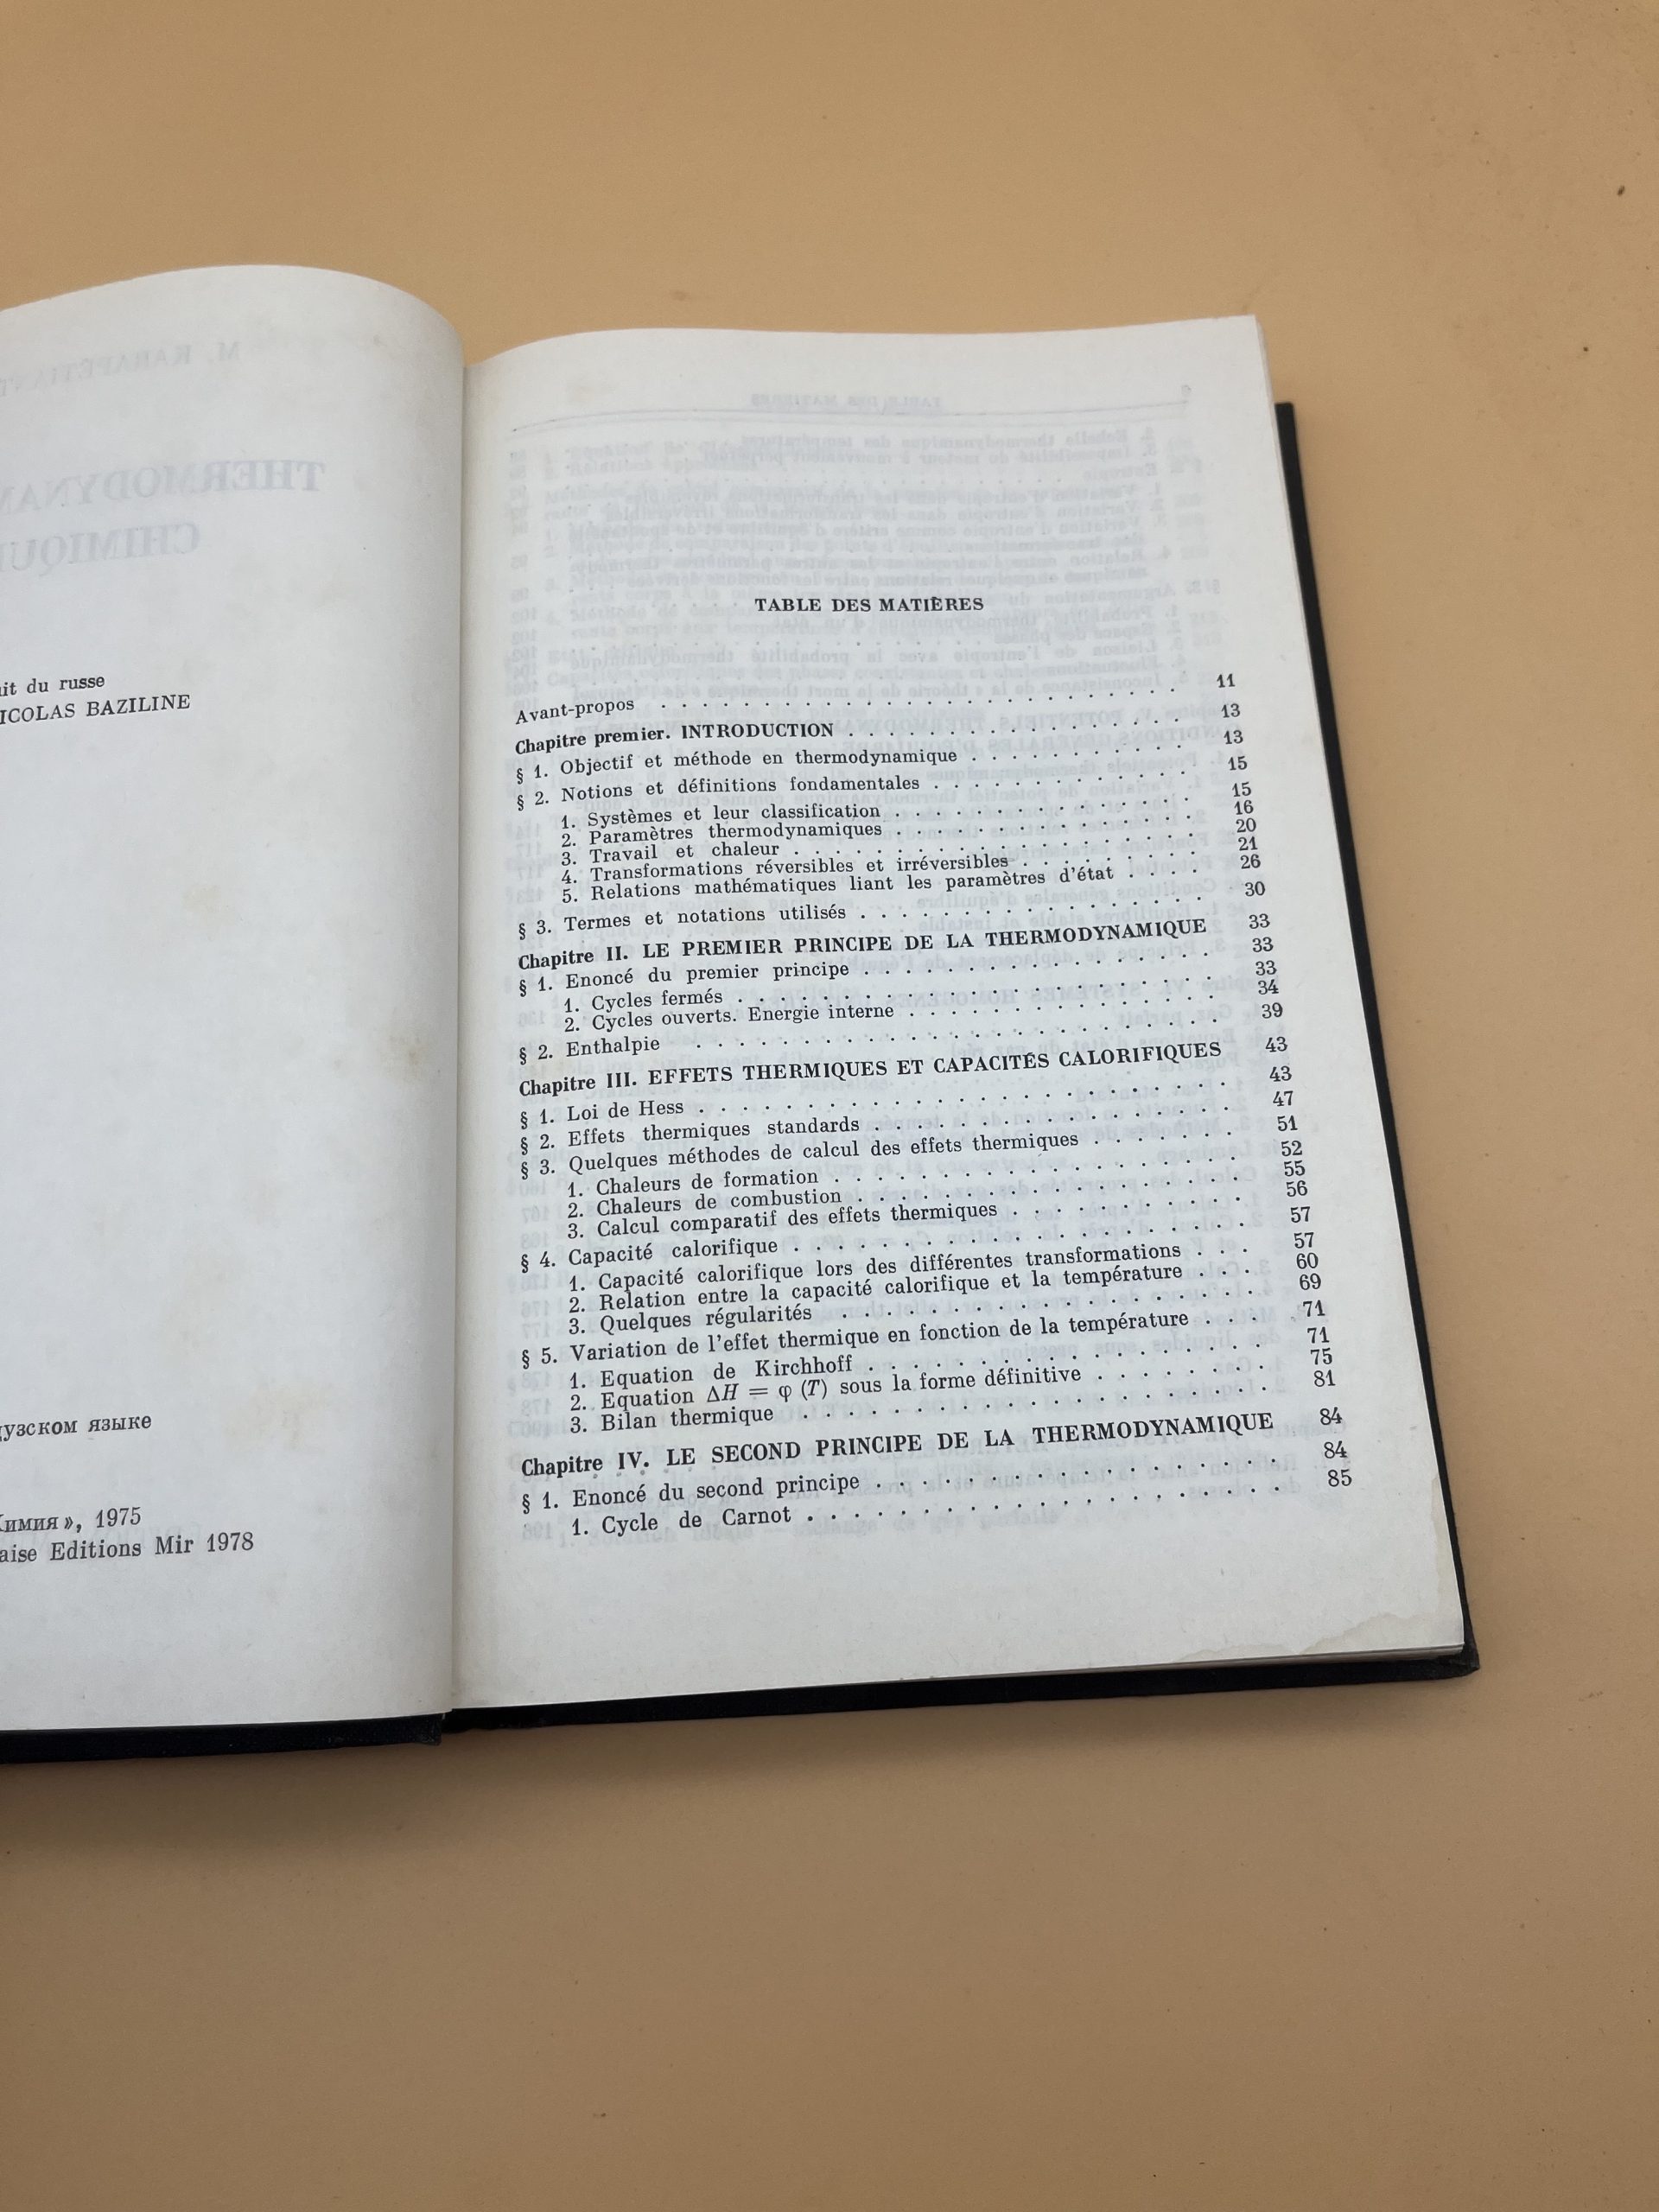 du russe
NICOLAS BAZILINE
языке
1975
Editions Mir 1978
TABLE DES MATIÈRES
Avant-propos . . . . . . . . . . 11
Chapitre premier. INTRODUCTION . . . . . . . . . . 13
§ 1. Objectif et méthode en thermodynamique . . . . . . . . . . 13
§ 2. Notions et définitions fondamentales . . . . . . . . . . 15
1. Systèmes et leur classification . . . . . . . . . . 15
2. Paramètres thermodynamiques . . . . . . . . . . 16
3. Travail et chaleur . . . . . . . . . . 20
4. Transformations réversibles et irréversibles . . . . . . . . . 21
5. Relations mathématiques liant les paramètres d'état . . . . 26
§ 3. Termes et notations utilisés . . . . . . . . . . 30
Chapitre II. LE PREMIER PRINCIPE DE LA THERMODYNAMIQUE 33
§ 1. Enoncé du premier principe . . . . . . . . . . 33
1. Cycles fermés . . . . . . . . . . 33
2. Cycles ouverts. Energie interne . . . . . . . . . . 34
§ 2. Enthalpie . . . . . . . . . . 39
Chapitre III. EFFETS THERMIQUES ET CAPACITÉS CALORIFIQUES 43
§ 1. Loi de Hess . . . . . . . . . . 43
§ 2. Effets thermiques standards . . . . . . . . . . 47
§ 3. Quelques méthodes de calcul des effets thermiques . . . . . . . 51
1. Chaleurs de formation . . . . . . . . . . 52
2. Chaleurs de combustion . . . . . . . . . . 55
3. Calcul comparatif des effets thermiques . . . . . . . . . . 56
§ 4. Capacité calorifique . . . . . . . . . . 57
1. Capacité calorifique lors des différentes transformations . . . 57
2. Relation entre la capacité calorifique et la température . . . 60
3. Quelques régularités . . . . . . . . . . 69
§ 5. Variation de l'effet thermique en fonction de la température . . . 71
1. Equation de Kirchhoff . . . . . . . . . . 71
2. Equation ΔH = φ (T) sous la forme définitive . . . . . . . 75
3. Bilan thermique . . . . . . . . . . 81
Chapitre IV. LE SECOND PRINCIPE DE LA THERMODYNAMIQUE 84
§ 1. Enoncé du second principe . . . . . . . . . . 84
1. Cycle de Carnot . . . . . . . . . . 85